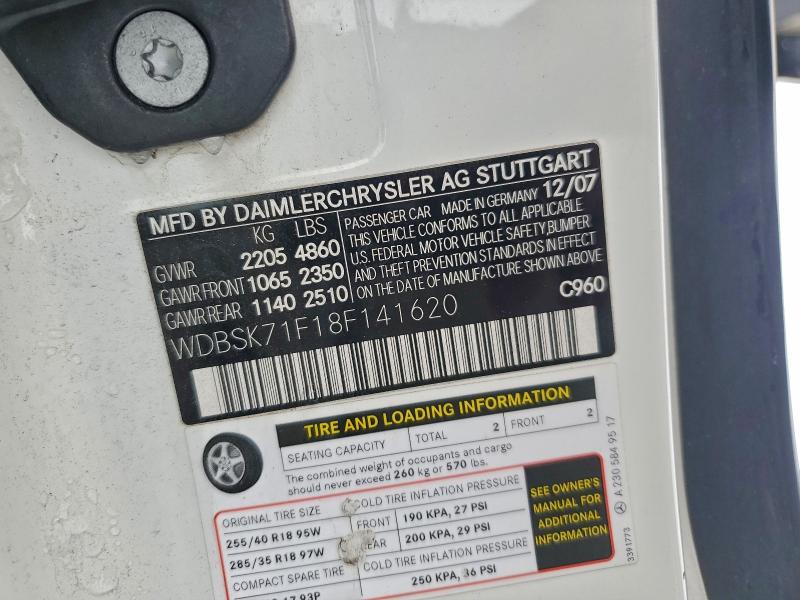 MFD BY DAIMLERCHRYSLER AG STUTTGART
KG LBS
GVWR 2205 4860
GAWR FRONT 1065 2350
GAWR REAR 1140 2510
PASSENGER CAR MADE IN GERMANY 12/07
THIS VEHICLE CONFORMS TO ALL APPLICABLE
U.S. FEDERAL MOTOR VEHICLE SAFETY, BUMPER
AND THEFT PREVENTION STANDARDS IN EFFECT
ON THE DATE OF MANUFACTURE SHOWN ABOVE
C960
WDBSK71F18F141620
TIRE AND LOADING INFORMATION
SEATING CAPACITY TOTAL 2 FRONT 2
The combined weight of occupants and cargo
should never exceed 260 kg or 570 lbs.
ORIGINAL TIRE SIZE
255/40 R18 95W
285/35 R18 97W
COMPACT SPARE TIRE
17 93P
COLD TIRE INFLATION PRESSURE
FRONT 190 KPA, 27 PSI
200 KPA, 29 PSI
COLD TIRE INFLATION PRESSURE
250 KPA, 36 PSI
SEE OWNER'S
MANUAL FOR
ADDITIONAL
INFORMATION
A 230 584 95 17
3391773